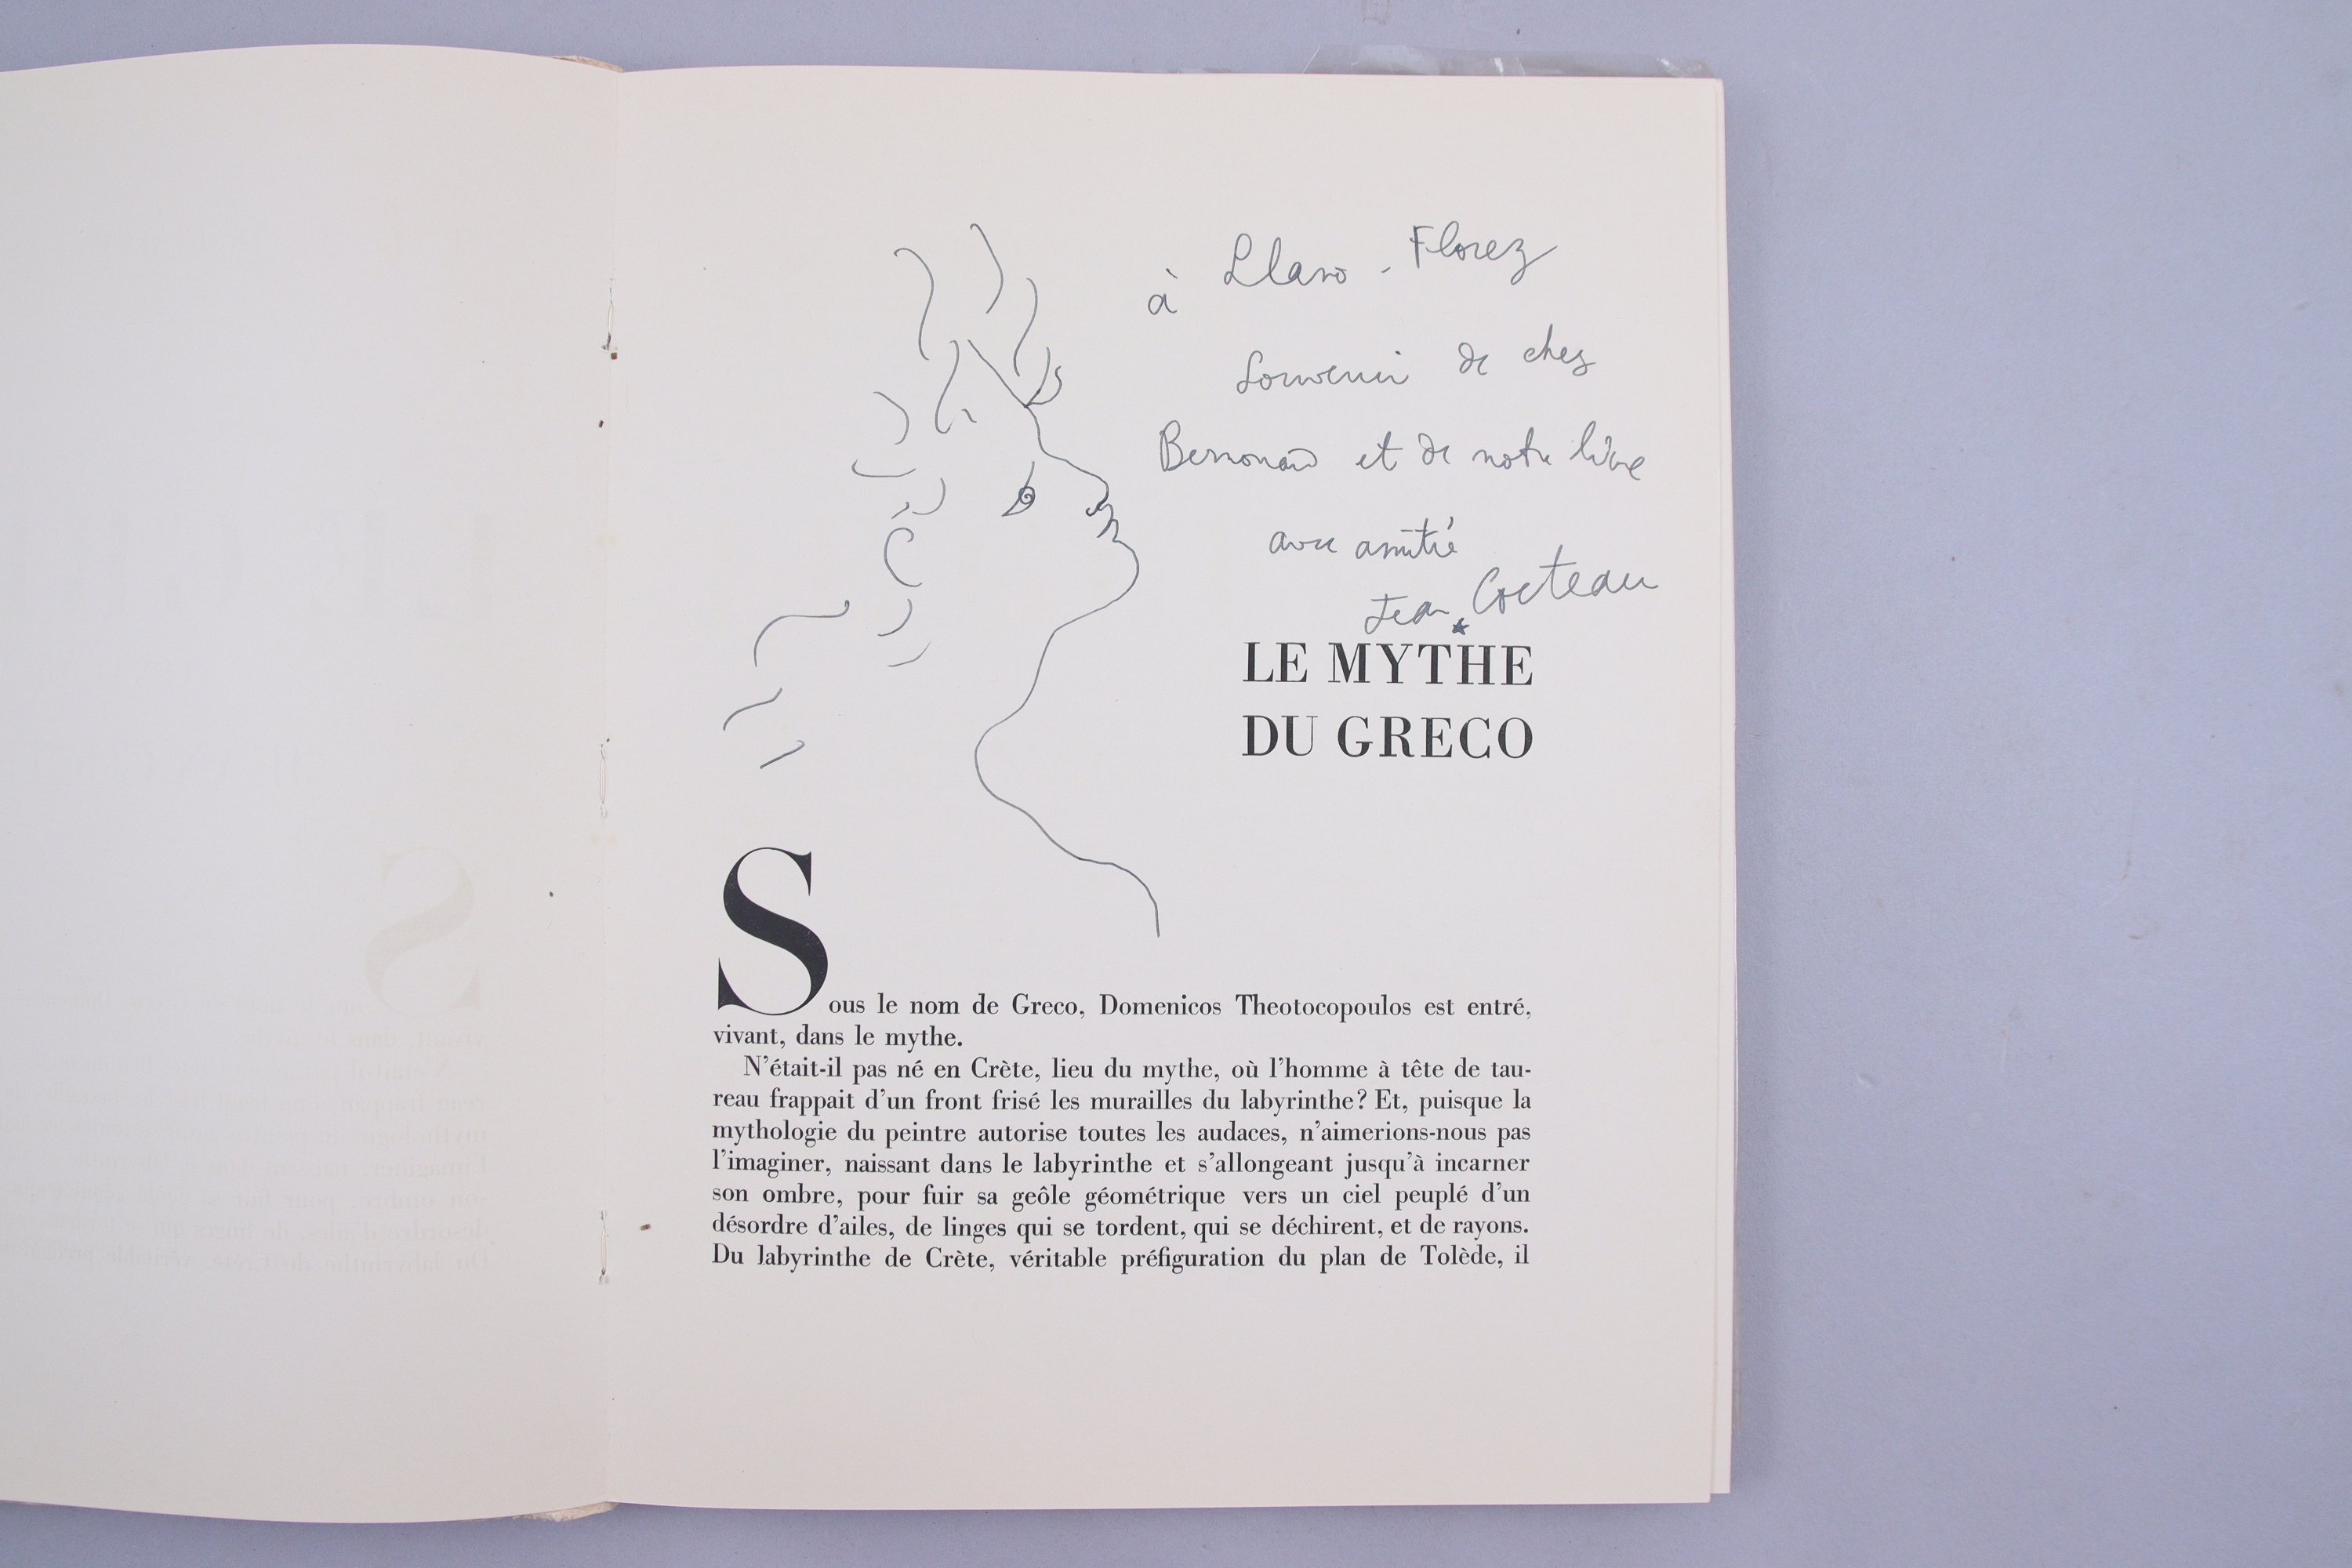 à Llano - Florez
Souvenir de chez
Bernouard et de notre livre
avec amitié
Jean Cocteau
LE MYTHE
DU GRECO
Sous le nom de Greco, Domenicos Theotocopoulos est entré,
vivant, dans le mythe.
N'était-il pas né en Crète, lieu du mythe, où l'homme à tête de tau-
reau frappait d'un front frisé les murailles du labyrinthe? Et, puisque la
mythologie du peintre autorise toutes les audaces, n'aimerions-nous pas
l'imaginer, naissant dans le labyrinthe et s'allongeant jusqu'à incarner
son ombre, pour fuir sa geôle géométrique vers un ciel peuplé d'un
désordre d'ailes, de linges qui se tordent, qui se déchirent, et de rayons.
Du labyrinthe de Crète, véritable préfiguration du plan de Tolède, il